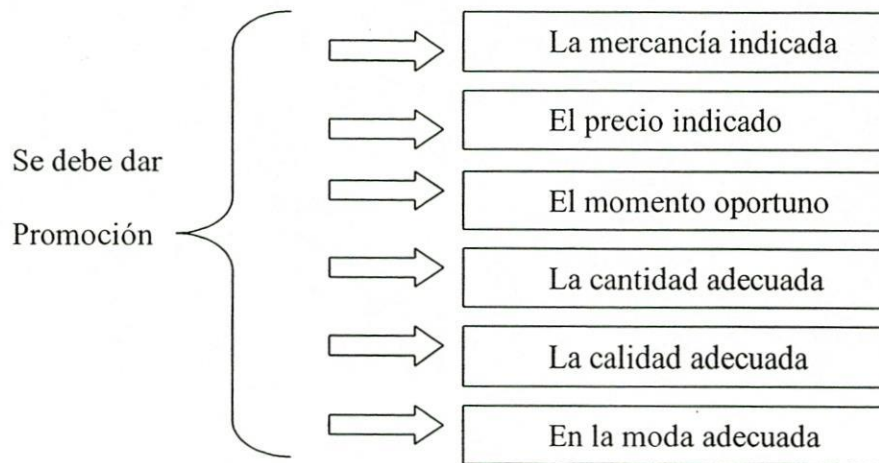 Se debe dar
Promoción
La mercancía indicada
El precio indicado
El momento oportuno
La cantidad adecuada
La calidad adecuada
En la moda adecuada